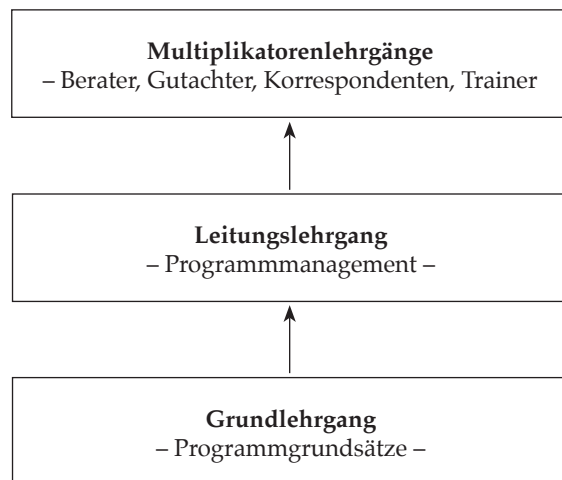 Multiplikatorenlehrgänge
– Berater, Gutachter, Korrespondenten, Trainer
Leitungslehrgang
– Programmmanagement –
Grundlehrgang
– Programmgrundsätze –